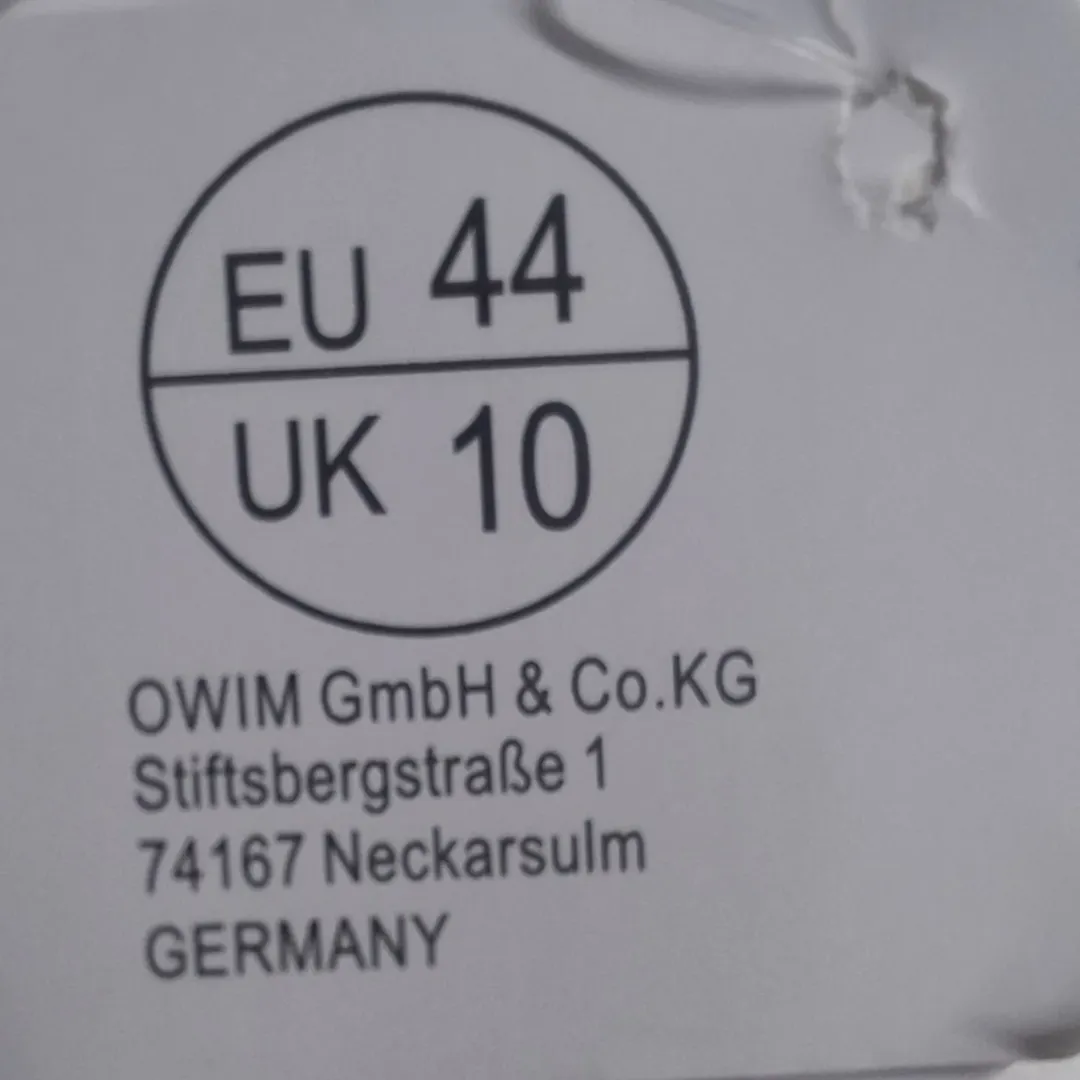 EU 44
UK 10
OWIM GmbH & Co.KG
Stiftsbergstraße 1
74167 Neckarsulm
GERMANY